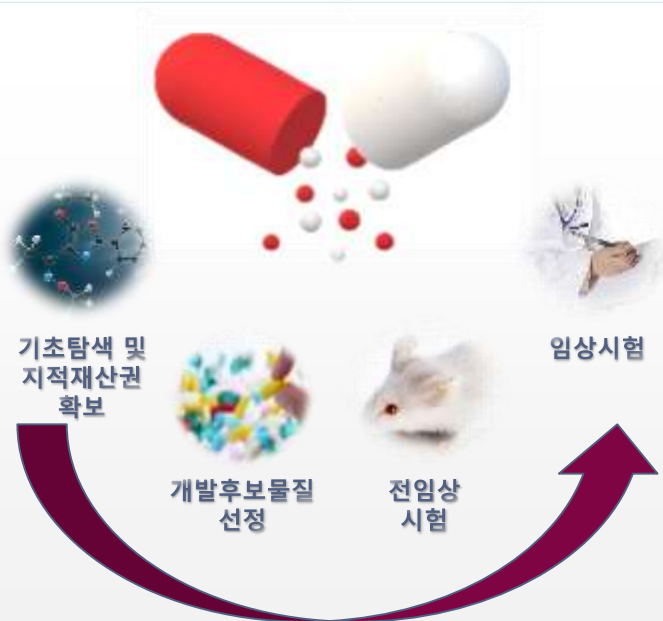 기초탐색 및
지적재산권
확보
개발후보물질
선정
전임상
시험
임상시험